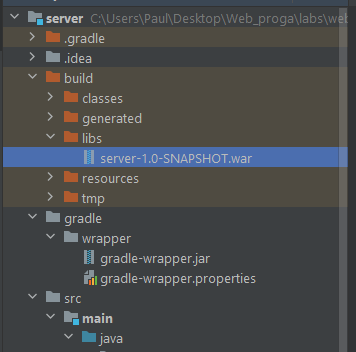 server C:\Users\Paul\Desktop\Web_proga\labs\web
.gradle
.idea
build
classes
generated
libs
server-1.0-SNAPSHOT.war
resources
tmp
gradle
wrapper
gradle-wrapper.jar
gradle-wrapper.properties
src
main
java